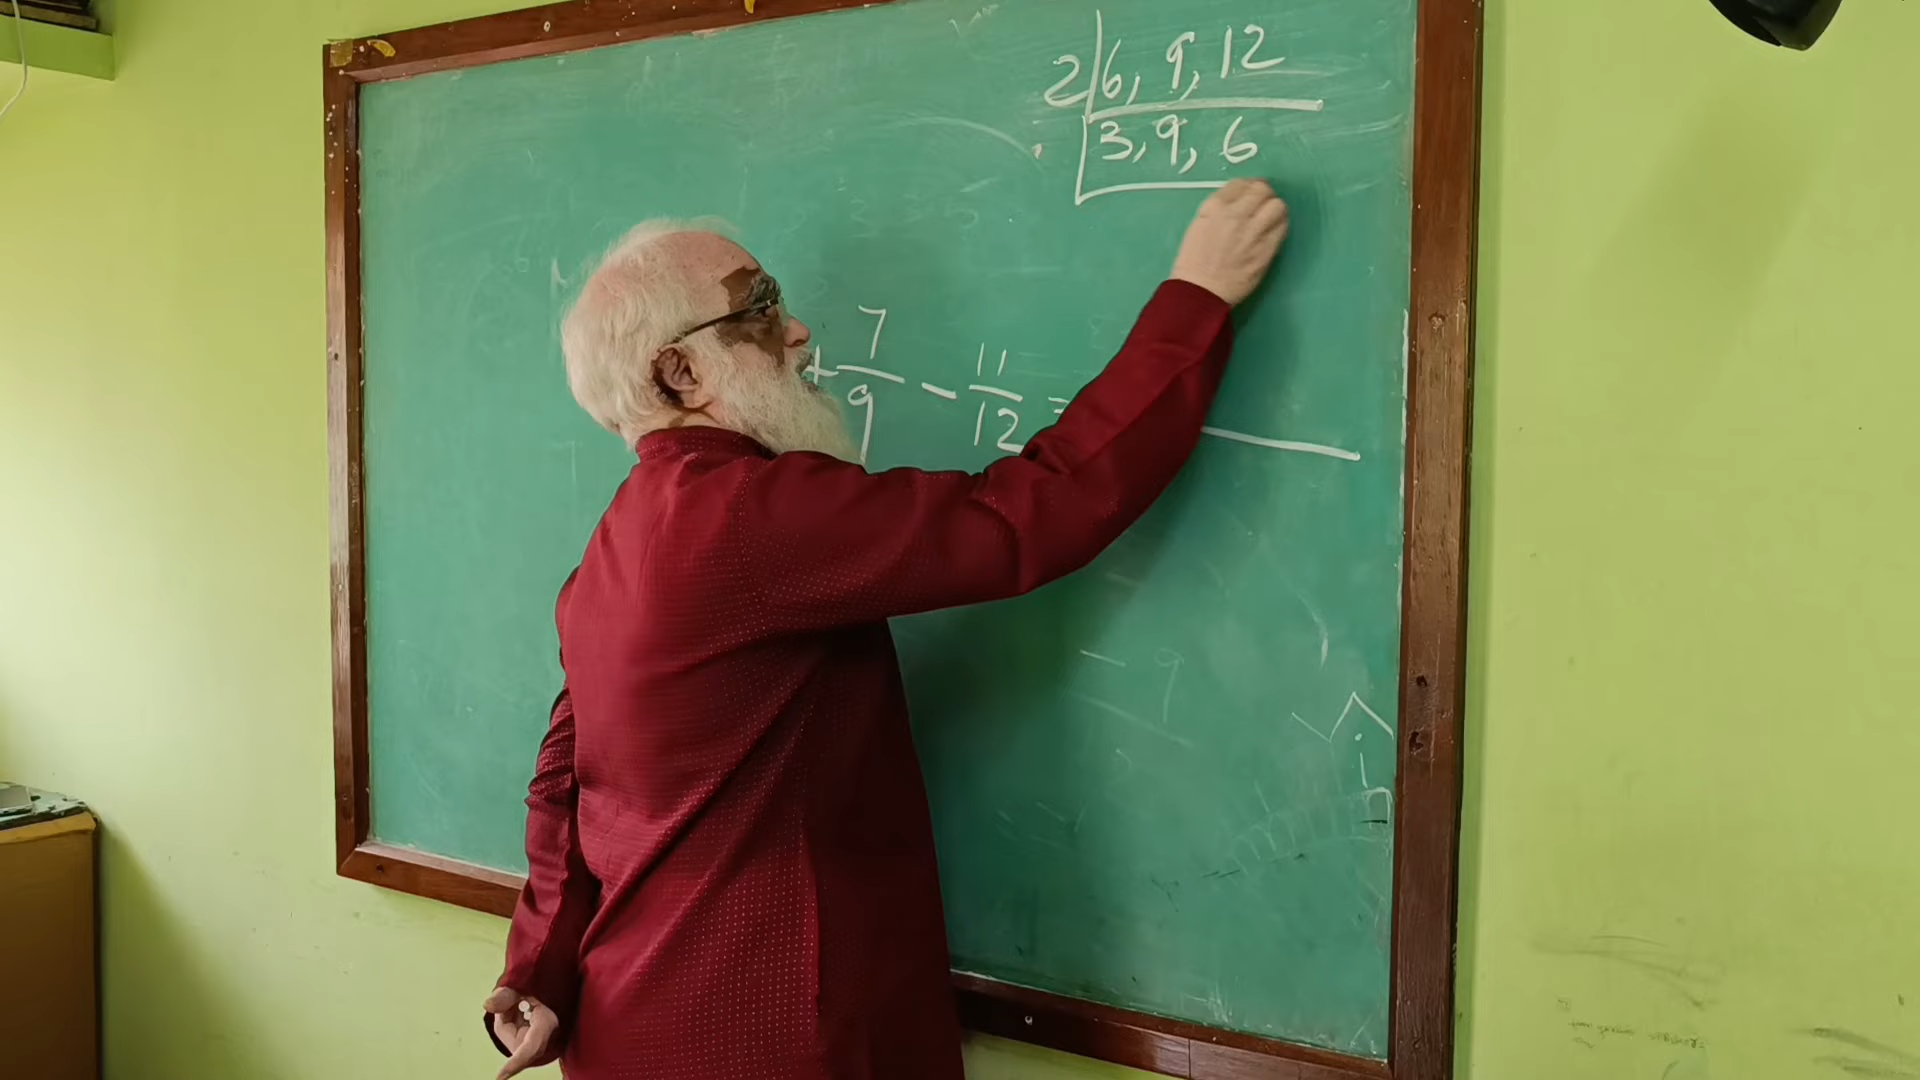 2 | 6, 9, 12
3, 9, 6
+ 7/9 - 11/12 =